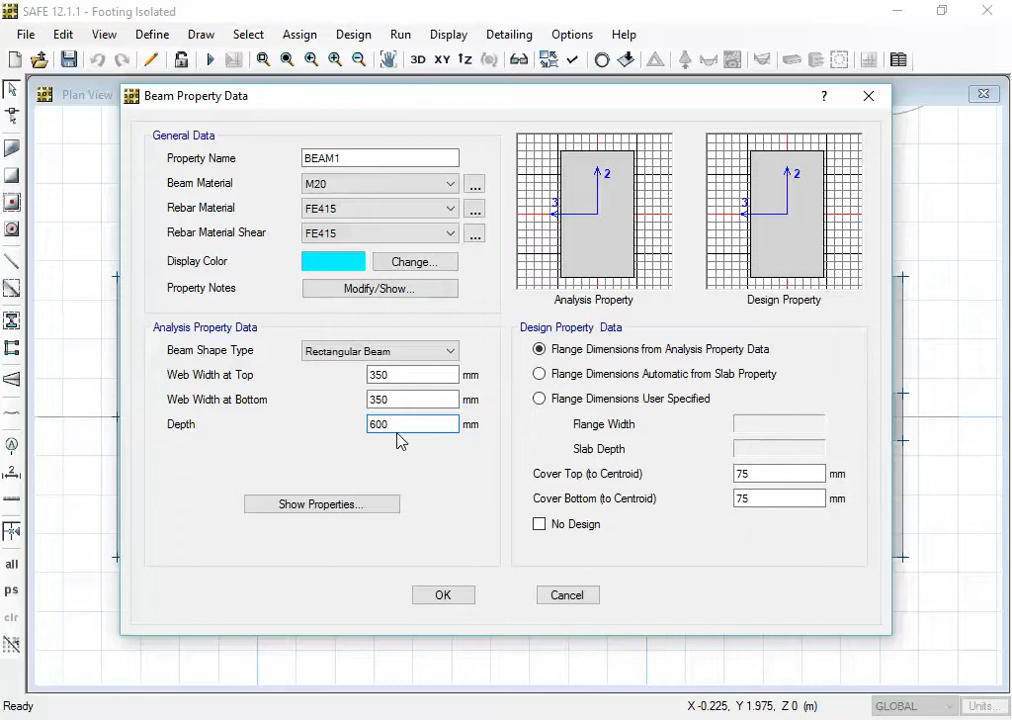 SAFE 12.1.1 - Footing Isolated
File Edit View Define Draw Select Assign Design Run Display Detailing Options Help
3D XY
Plan View
Beam Property Data ?
General Data
Property Name BEAM1
Beam Material M20 ...
Rebar Material FE415 ...
Rebar Material Shear FE415 ...
Display Color Change...
Property Notes Modify/Show...
3 2
Analysis Property
3 2
Design Property
Analysis Property Data
Beam Shape Type Rectangular Beam
Web Width at Top 350 mm
Web Width at Bottom 350 mm
Depth 600 mm
Show Properties...
Design Property Data
Flange Dimensions from Analysis Property Data
Flange Dimensions Automatic from Slab Property
Flange Dimensions User Specified
Flange Width
Slab Depth
Cover Top (to Centroid) 75 mm
Cover Bottom (to Centroid) 75 mm
No Design
OK Cancel
all
ps
clr
Ready X -0.225, Y 1.975, Z 0 (m) GLOBAL Units...